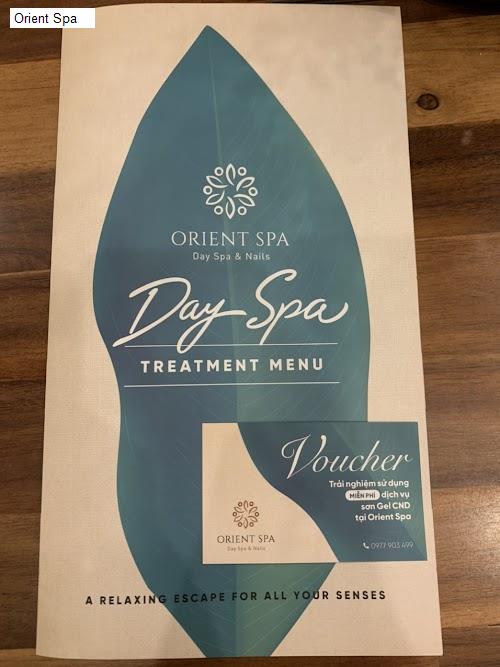 Orient Spa
ORIENT SPA
Day Spa & Nails
Day Spa
TREATMENT MENU
Voucher
Trải nghiệm sử dụng
MIỄN PHÍ dịch vụ
sơn Gel CND
tại Orient Spa
ORIENT SPA
Day Spa & Nails
0977 903 499
A RELAXING ESCAPE FOR ALL YOUR SENSES